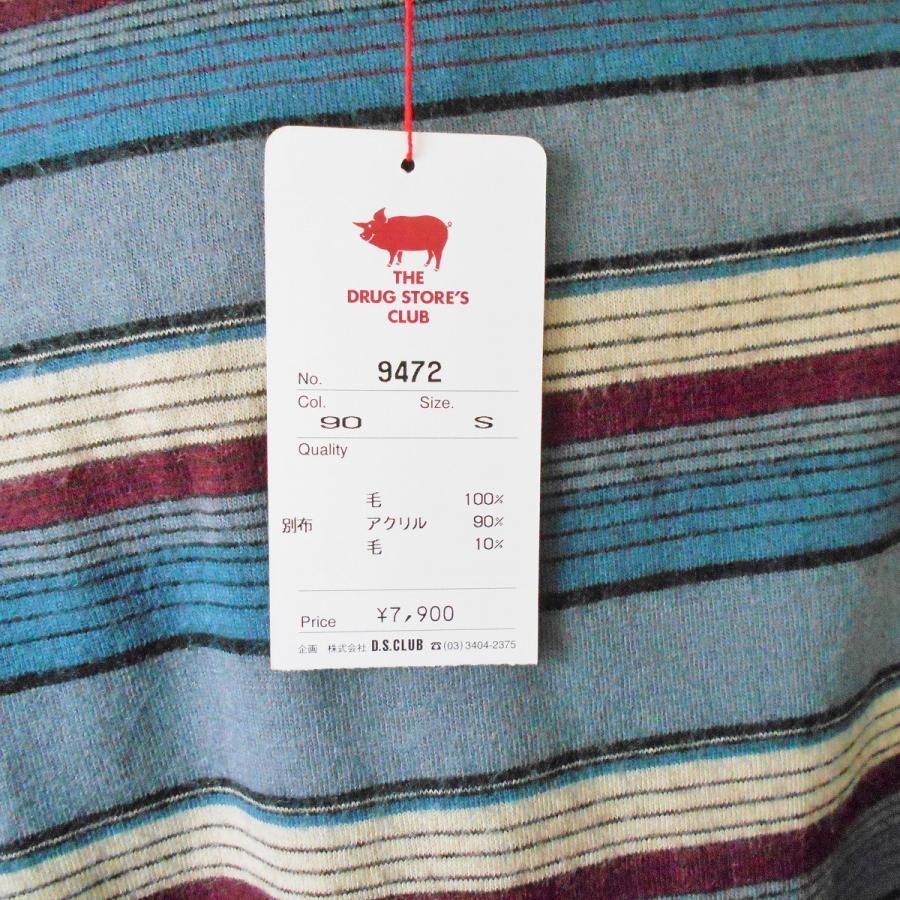 THE
DRUG STORE'S
CLUB
No. 9472
Col. Size.
90 S
Quality
毛 100%
別布 アクリル 90%
毛 10%
Price ¥7,900
企画 株式会社 D.S.CLUB ☎(03)3404-2375